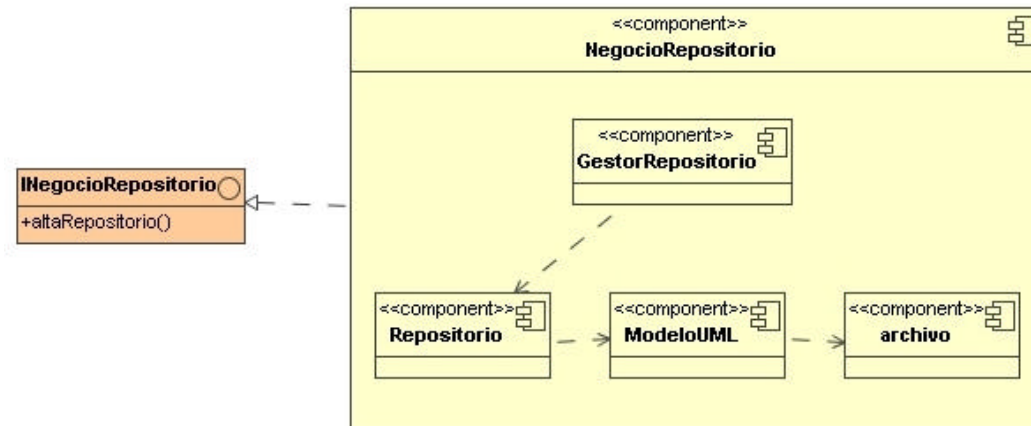 <<component>>
NegocioRepositorio
<<component>>
GestorRepositorio
INegocioRepositorio
+altaRepositorio()
<<component>>
Repositorio
<<component>>
ModeloUML
<<component>>
archivo